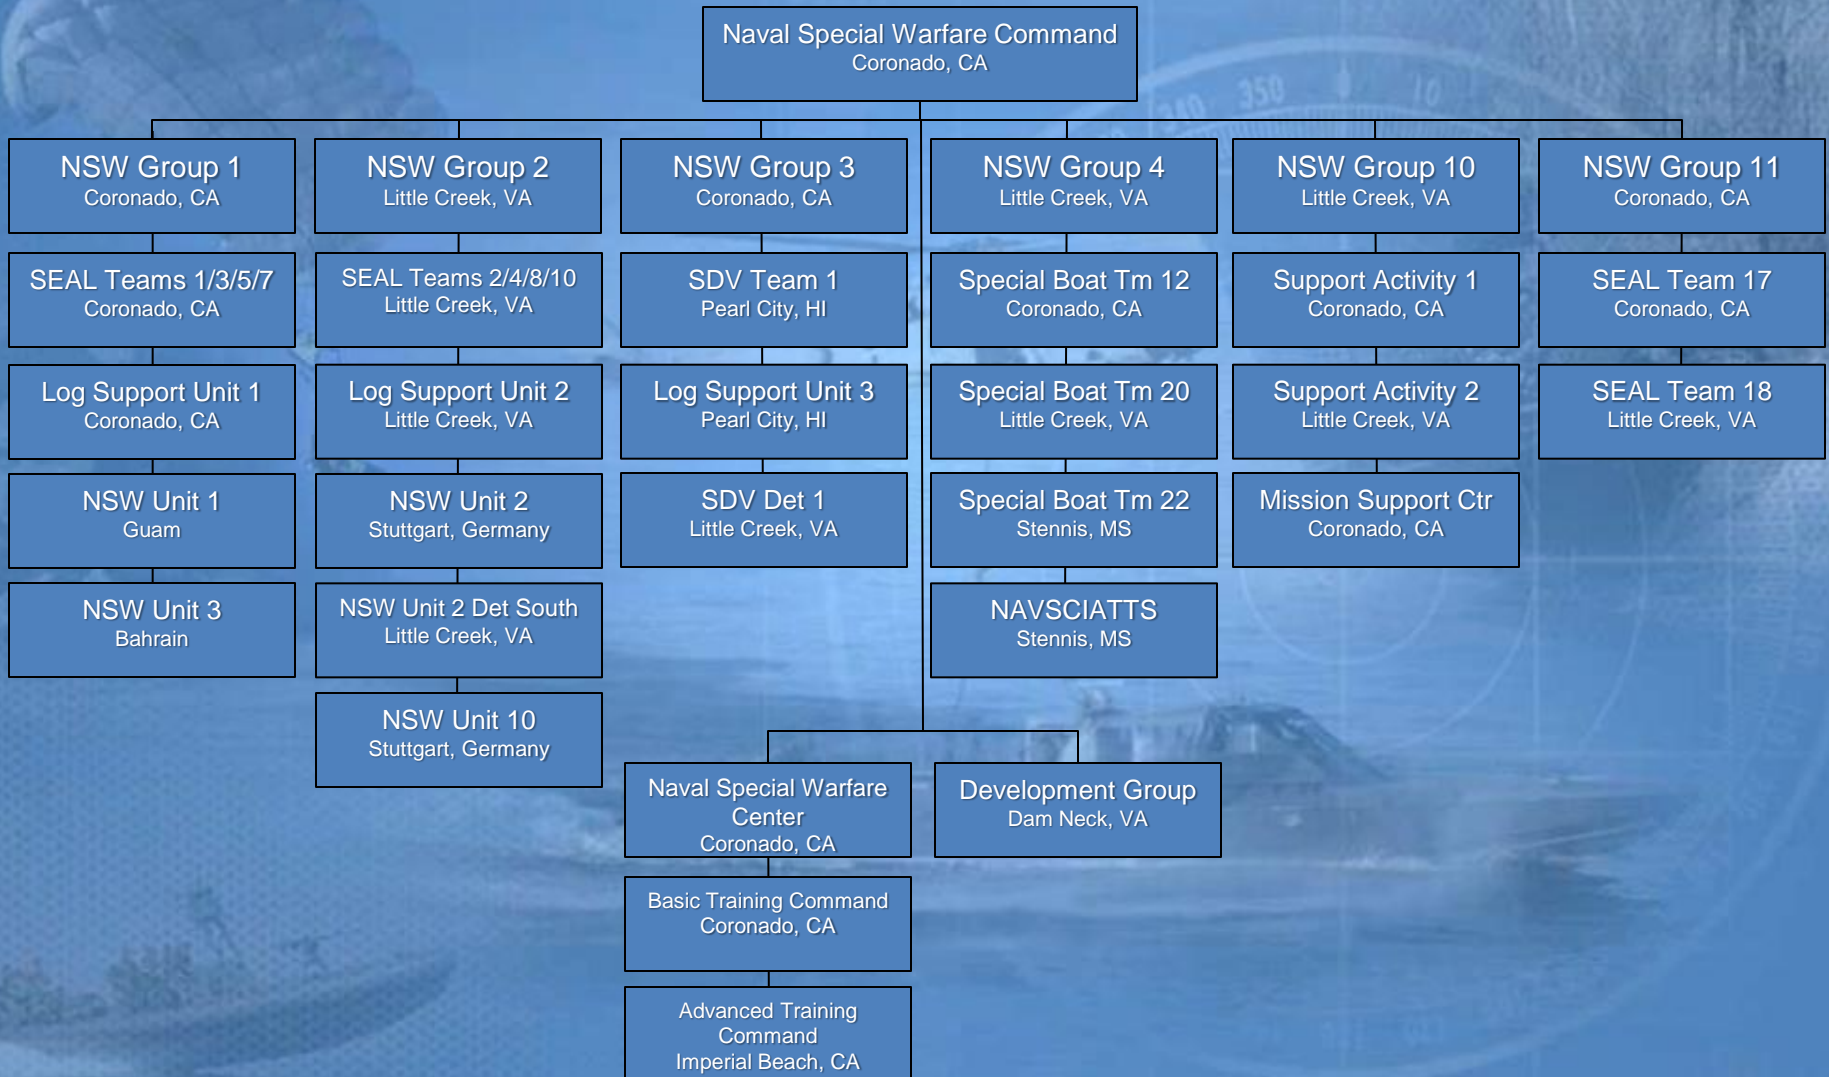 Naval Special Warfare Command
Coronado, CA
NSW Group 1
Coronado, CA
NSW Group 2
Little Creek, VA
NSW Group 3
Coronado, CA
NSW Group 4
Little Creek, VA
NSW Group 10
Little Creek, VA
NSW Group 11
Coronado, CA
SEAL Teams 1/3/5/7
Coronado, CA
SEAL Teams 2/4/8/10
Little Creek, VA
SDV Team 1
Pearl City, HI
Special Boat Tm 12
Coronado, CA
Support Activity 1
Coronado, CA
SEAL Team 17
Coronado, CA
Log Support Unit 1
Coronado, CA
Log Support Unit 2
Little Creek, VA
Log Support Unit 3
Pearl City, HI
Special Boat Tm 20
Little Creek, VA
Support Activity 2
Little Creek, VA
SEAL Team 18
Little Creek, VA
NSW Unit 1
Guam
NSW Unit 2
Stuttgart, Germany
SDV Det 1
Little Creek, VA
Special Boat Tm 22
Stennis, MS
Mission Support Ctr
Coronado, CA
NSW Unit 3
Bahrain
NSW Unit 2 Det South
Little Creek, VA
NAVSCIATTS
Stennis, MS
NSW Unit 10
Stuttgart, Germany
Naval Special Warfare
Center
Coronado, CA
Development Group
Dam Neck, VA
Basic Training Command
Coronado, CA
Advanced Training
Command
Imperial Beach, CA
340 350 0 10